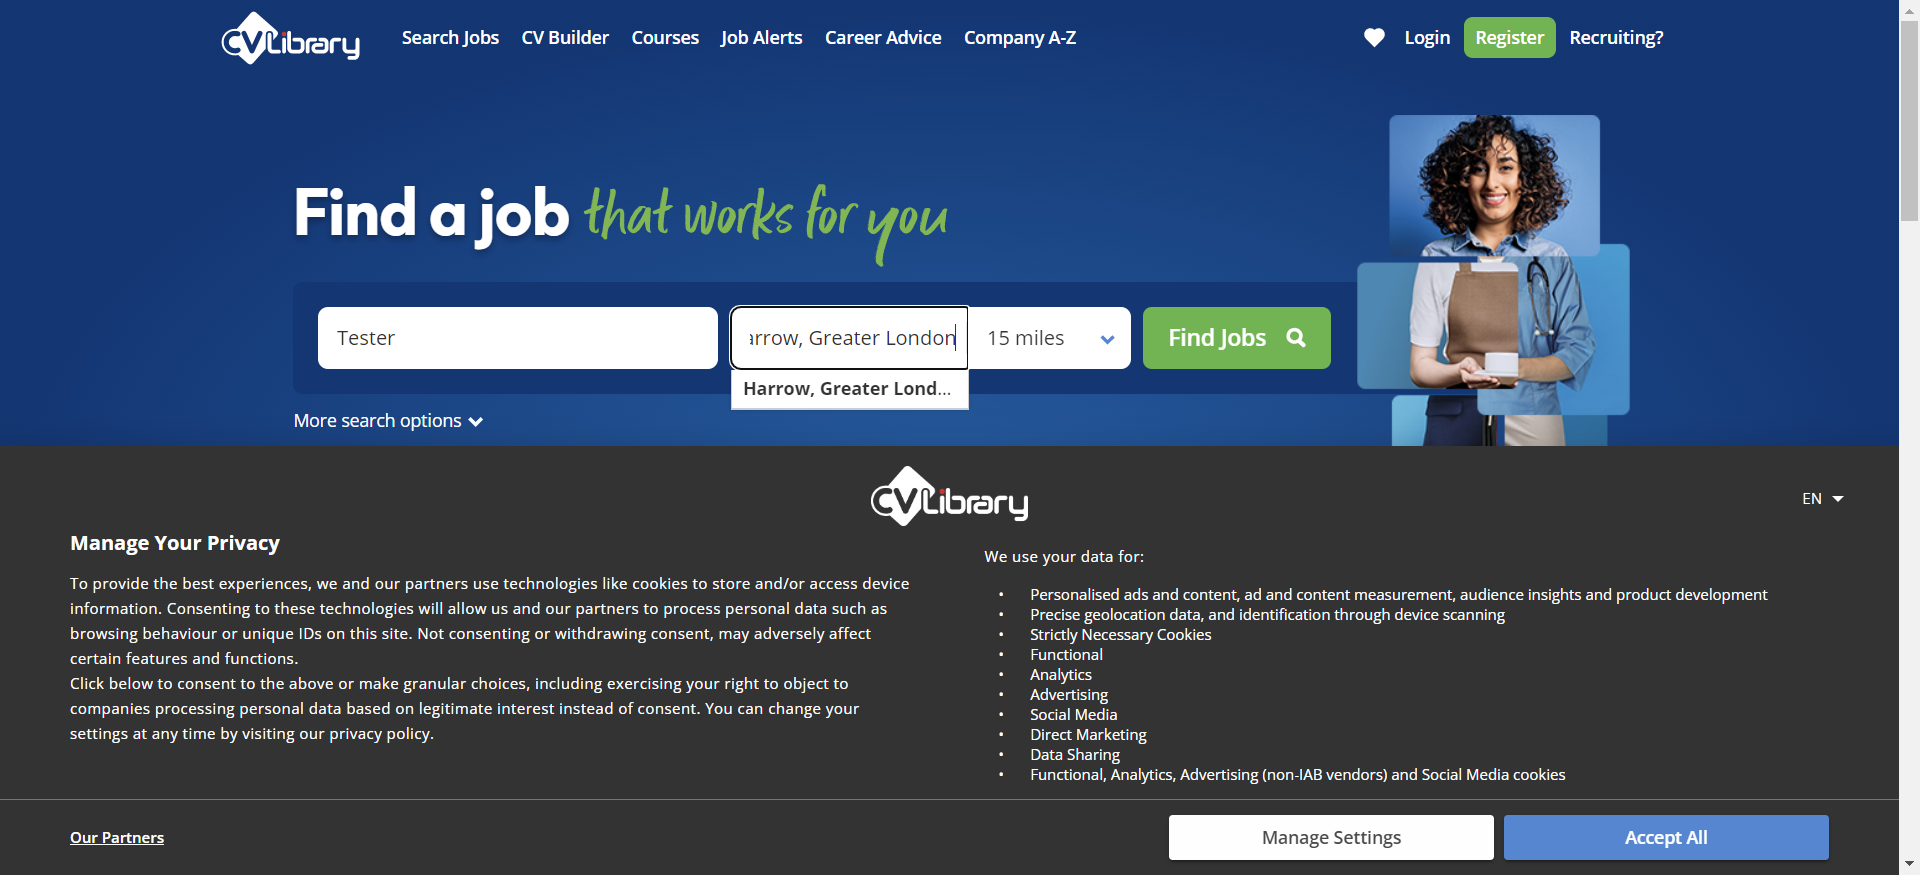 CVLibrary
Search Jobs
CV Builder
Courses
Job Alerts
Career Advice
Company A-Z
Login
Register
Recruiting?
Find a job that works for you
Tester
arrow, Greater London
15 miles
Find Jobs
Harrow, Greater Lond...
More search options
CVLibrary
EN
Manage Your Privacy
To provide the best experiences, we and our partners use technologies like cookies to store and/or access device
information. Consenting to these technologies will allow us and our partners to process personal data such as
browsing behaviour or unique IDs on this site. Not consenting or withdrawing consent, may adversely affect
certain features and functions.
Click below to consent to the above or make granular choices, including exercising your right to object to
companies processing personal data based on legitimate interest instead of consent. You can change your
settings at any time by visiting our privacy policy.
We use your data for:
• Personalised ads and content, ad and content measurement, audience insights and product development
• Precise geolocation data, and identification through device scanning
• Strictly Necessary Cookies
• Functional
• Analytics
• Advertising
• Social Media
• Direct Marketing
• Data Sharing
• Functional, Analytics, Advertising (non-IAB vendors) and Social Media cookies
Our Partners
Manage Settings
Accept All